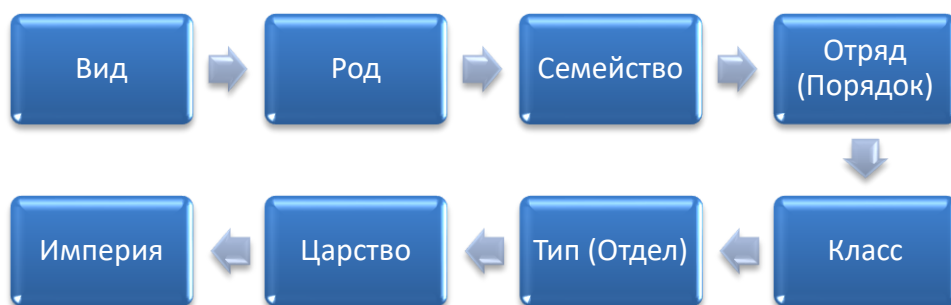 Вид
Род
Семейство
Отряд
(Порядок)
Класс
Тип (Отдел)
Царство
Империя